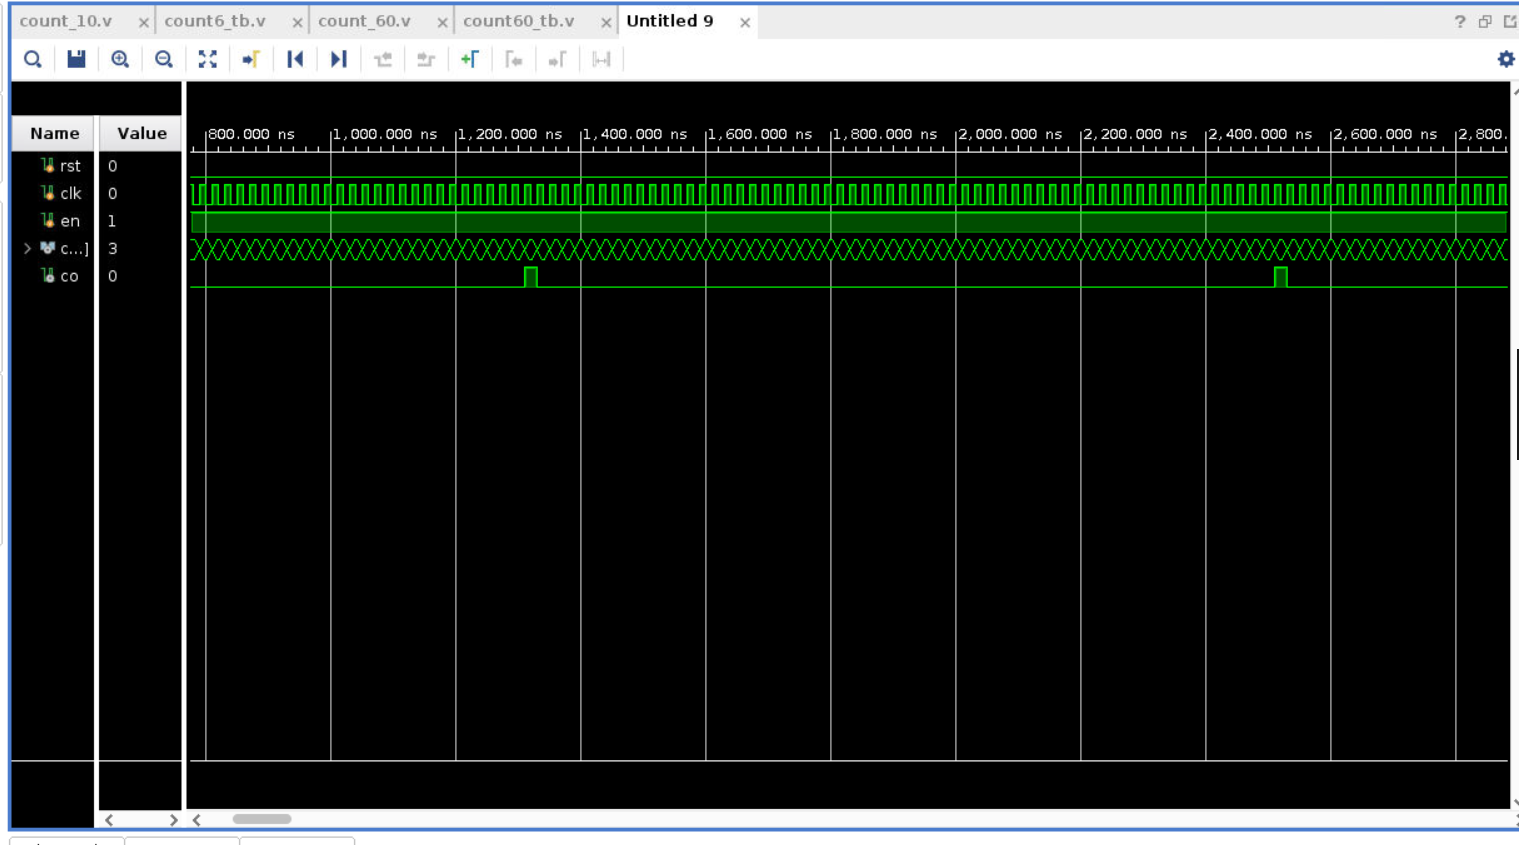 count_10.v × count6_tb.v × count_60.v × count60_tb.v × Untitled 9 ×
?
Name Value
800.000 ns 1,000.000 ns 1,200.000 ns 1,400.000 ns 1,600.000 ns 1,800.000 ns 2,000.000 ns 2,200.000 ns 2,400.000 ns 2,600.000 ns 2,800.
rst 0
clk 0
en 1
c...] 3
co 0